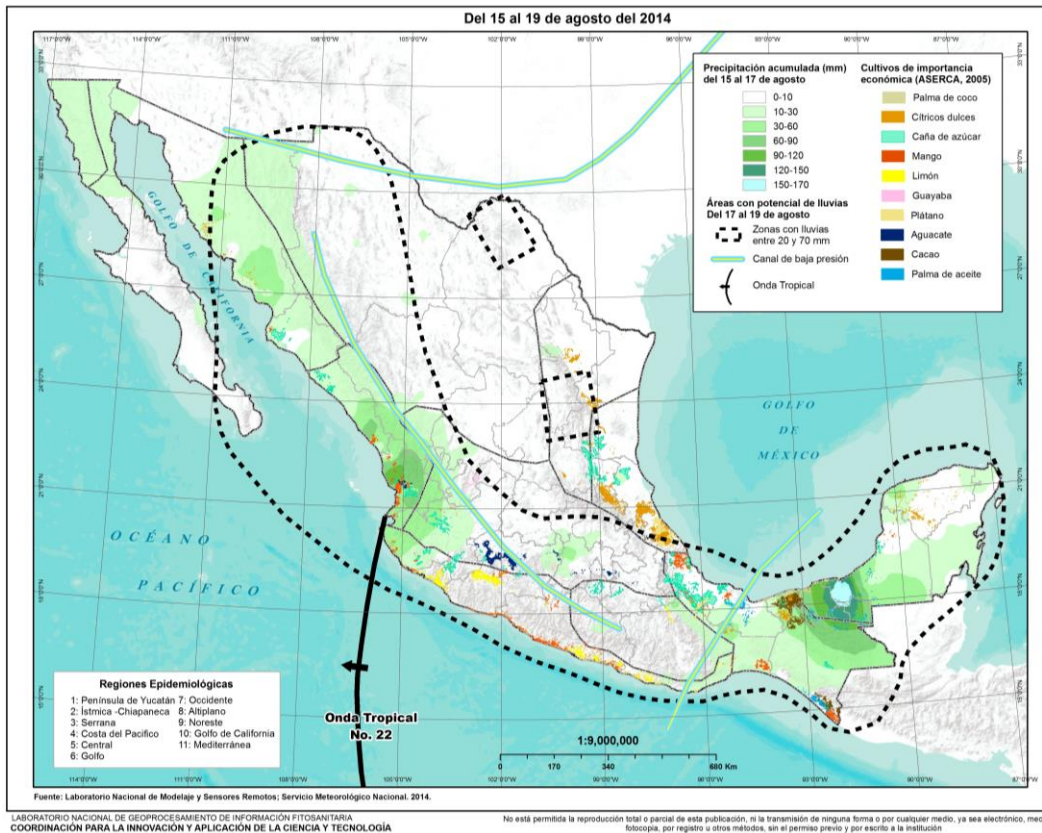 Del 15 al 19 de agosto del 2014
Precipitación acumulada (mm)
del 15 al 17 de agosto
0-10
10-30
30-60
60-90
90-120
120-150
150-170
Áreas con potencial de lluvias
Del 17 al 19 de agosto
Zonas con lluvias
entre 20 y 70 mm
Canal de baja presión
Onda Tropical
Cultivos de importancia
económica (ASERCA, 2005)
Palma de coco
Cítricos dulces
Caña de azúcar
Mango
Limón
Guayaba
Plátano
Aguacate
Cacao
Palma de aceite
GOLFO DE CALIFORNIA
GOLFO
DE
MÉXICO
OCÉANO
PACÍFICO
Onda Tropical
No. 22
Regiones Epidemiológicas
1: Península de Yucatán 7: Occidente
2: Ístmica -Chiapaneca 8: Altiplano
3: Serrana 9: Noreste
4: Costa del Pacifico 10: Golfo de California
5: Central 11: Mediterránea
6: Golfo
1:9,000,000
0 170 340 680 Km
Fuente: Laboratorio Nacional de Modelaje y Sensores Remotos; Servicio Meteorológico Nacional. 2014.
LABORATORIO NACIONAL DE GEOPROCESAMIENTO DE INFORMACIÓN FITOSANITARIA
COORDINACIÓN PARA LA INNOVACIÓN Y APLICACIÓN DE LA CIENCIA Y TECNOLOGÍA
No está permitida la reproducción total o parcial de esta publicación, ni la transmisión de ninguna forma o por cualquier medio, ya sea electrónico,
fotocopia, por registro u otros métodos, sin el permiso previo y por escrito a la institución